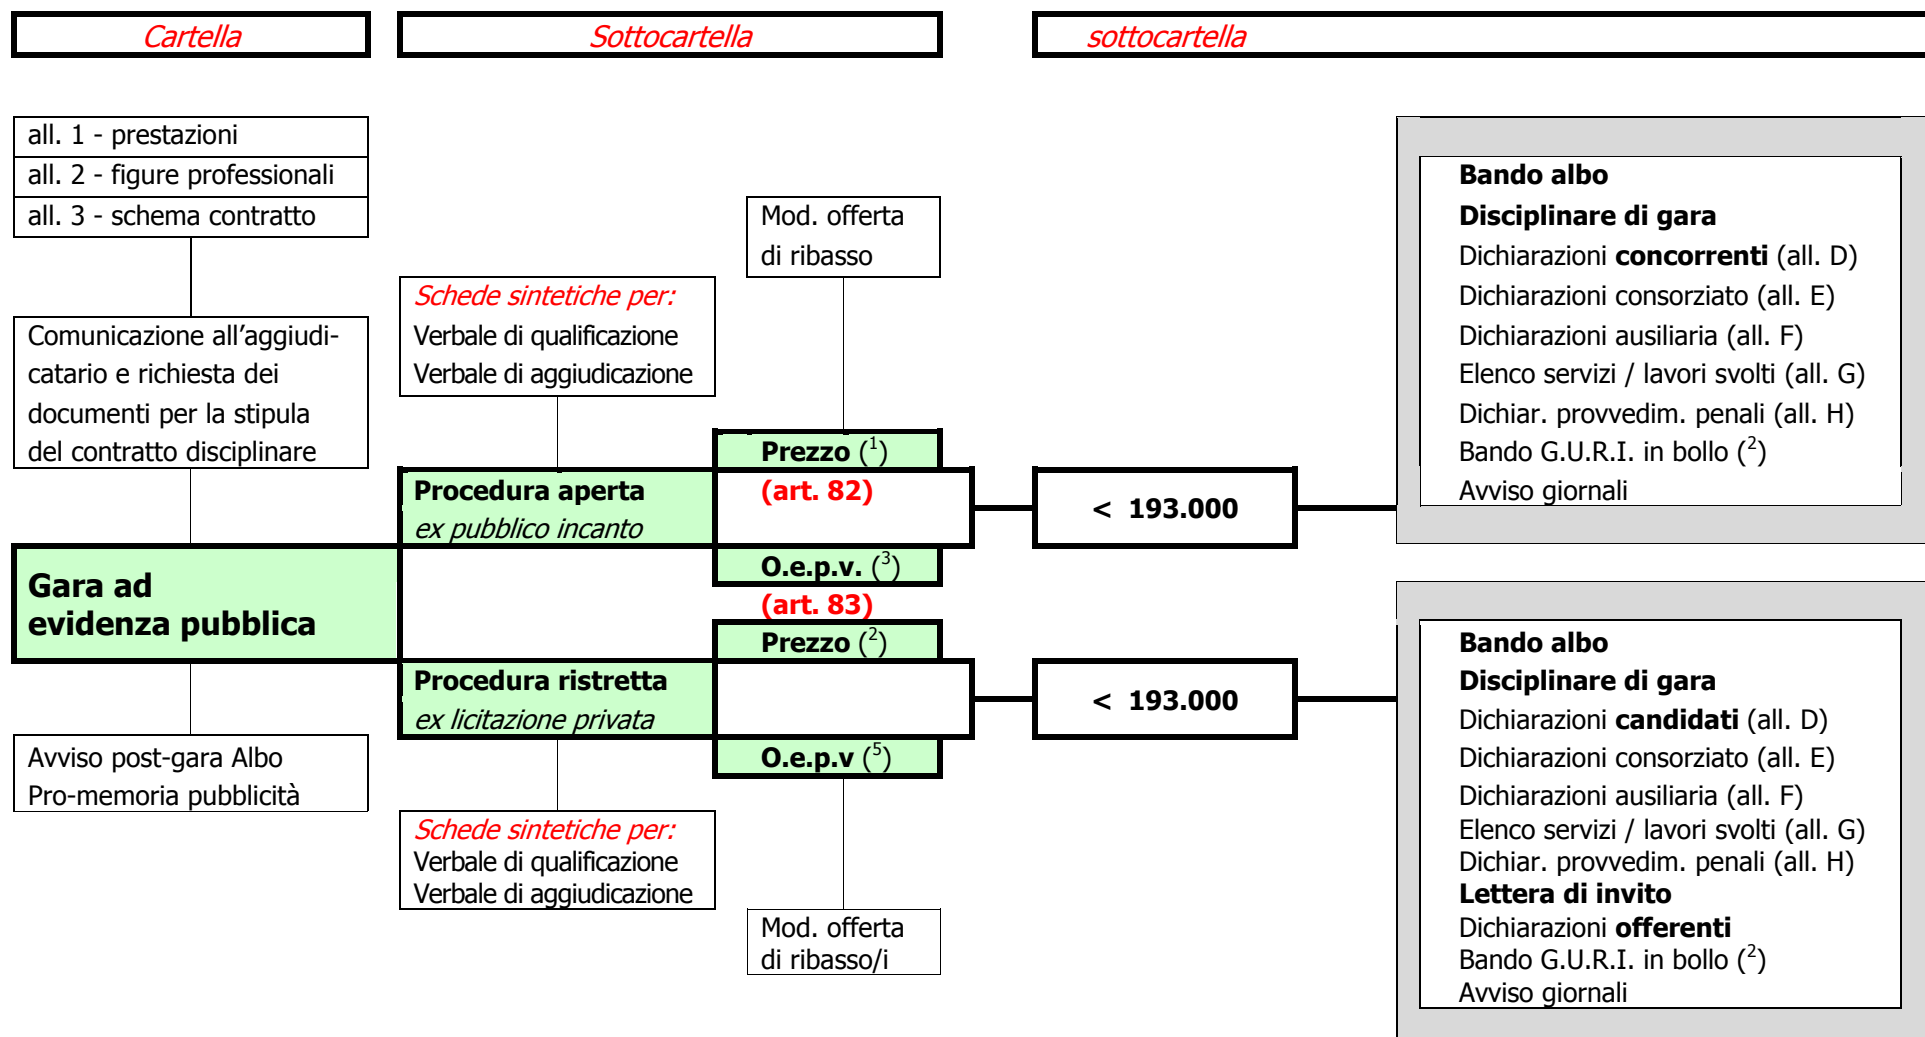 Cartella
Sottocartella
sottocartella
all. 1 - prestazioni
all. 2 - figure professionali
all. 3 - schema contratto
Comunicazione all'aggiudi-
catario e richiesta dei
documenti per la stipula
del contratto disciplinare
Gara ad
evidenza pubblica
Avviso post-gara Albo
Pro-memoria pubblicità
Schede sintetiche per:
Verbale di qualificazione
Verbale di aggiudicazione
Procedura aperta
ex pubblico incanto
Procedura ristretta
ex licitazione privata
Schede sintetiche per:
Verbale di qualificazione
Verbale di aggiudicazione
Mod. offerta
di ribasso
Prezzo (1)
(art. 82)
O.e.p.v. (3)
(art. 83)
Prezzo (2)
O.e.p.v (5)
Mod. offerta
di ribasso/i
< 193.000
< 193.000
Bando albo
Disciplinare di gara
Dichiarazioni concorrenti (all. D)
Dichiarazioni consorziato (all. E)
Dichiarazioni ausiliaria (all. F)
Elenco servizi / lavori svolti (all. G)
Dichiar. provvedim. penali (all. H)
Bando G.U.R.I. in bollo (2)
Avviso giornali
Bando albo
Disciplinare di gara
Dichiarazioni candidati (all. D)
Dichiarazioni consorziato (all. E)
Dichiarazioni ausiliaria (all. F)
Elenco servizi / lavori svolti (all. G)
Dichiar. provvedim. penali (all. H)
Lettera di invito
Dichiarazioni offerenti
Bando G.U.R.I. in bollo (2)
Avviso giornali